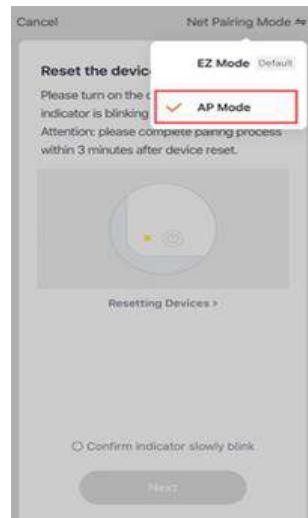 Cancel
Net Pairing Mode
EZ Mode Default
AP Mode
Reset the devic
Please turn on the
indicator is blinking
Attention: please complete pairing process
within 3 minutes after device reset.
Resetting Devices >
Confirm indicator slowly blink
Next